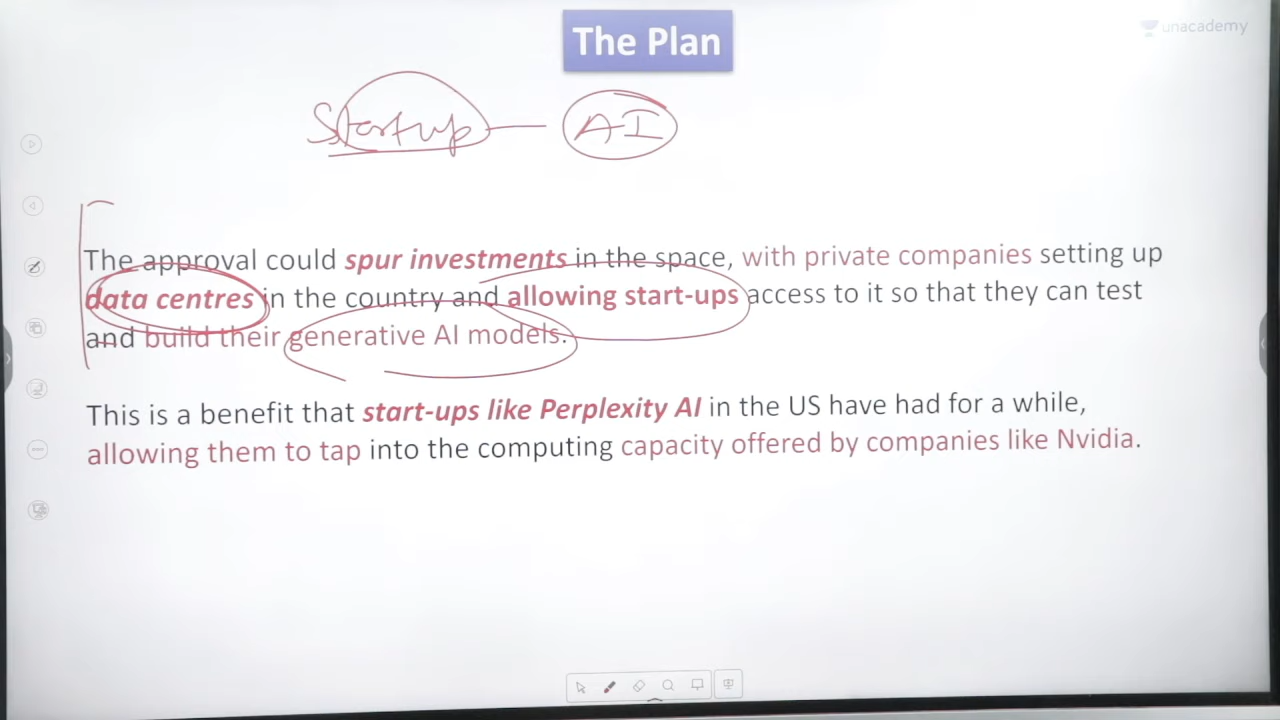 The Plan
unacademy
Startup — AI
The approval could spur investments in the space, with private companies setting up
data centres in the country and allowing start-ups access to it so that they can test
and build their generative AI models.
This is a benefit that start-ups like Perplexity AI in the US have had for a while,
allowing them to tap into the computing capacity offered by companies like Nvidia.